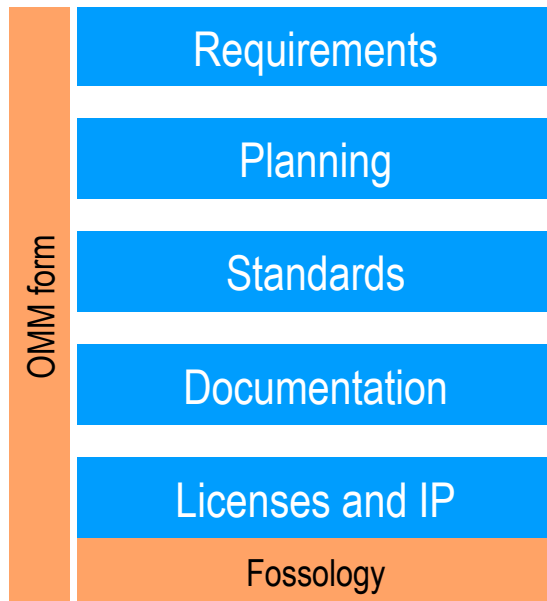 OMM form
Requirements
Planning
Standards
Documentation
Licenses and IP
Fossology